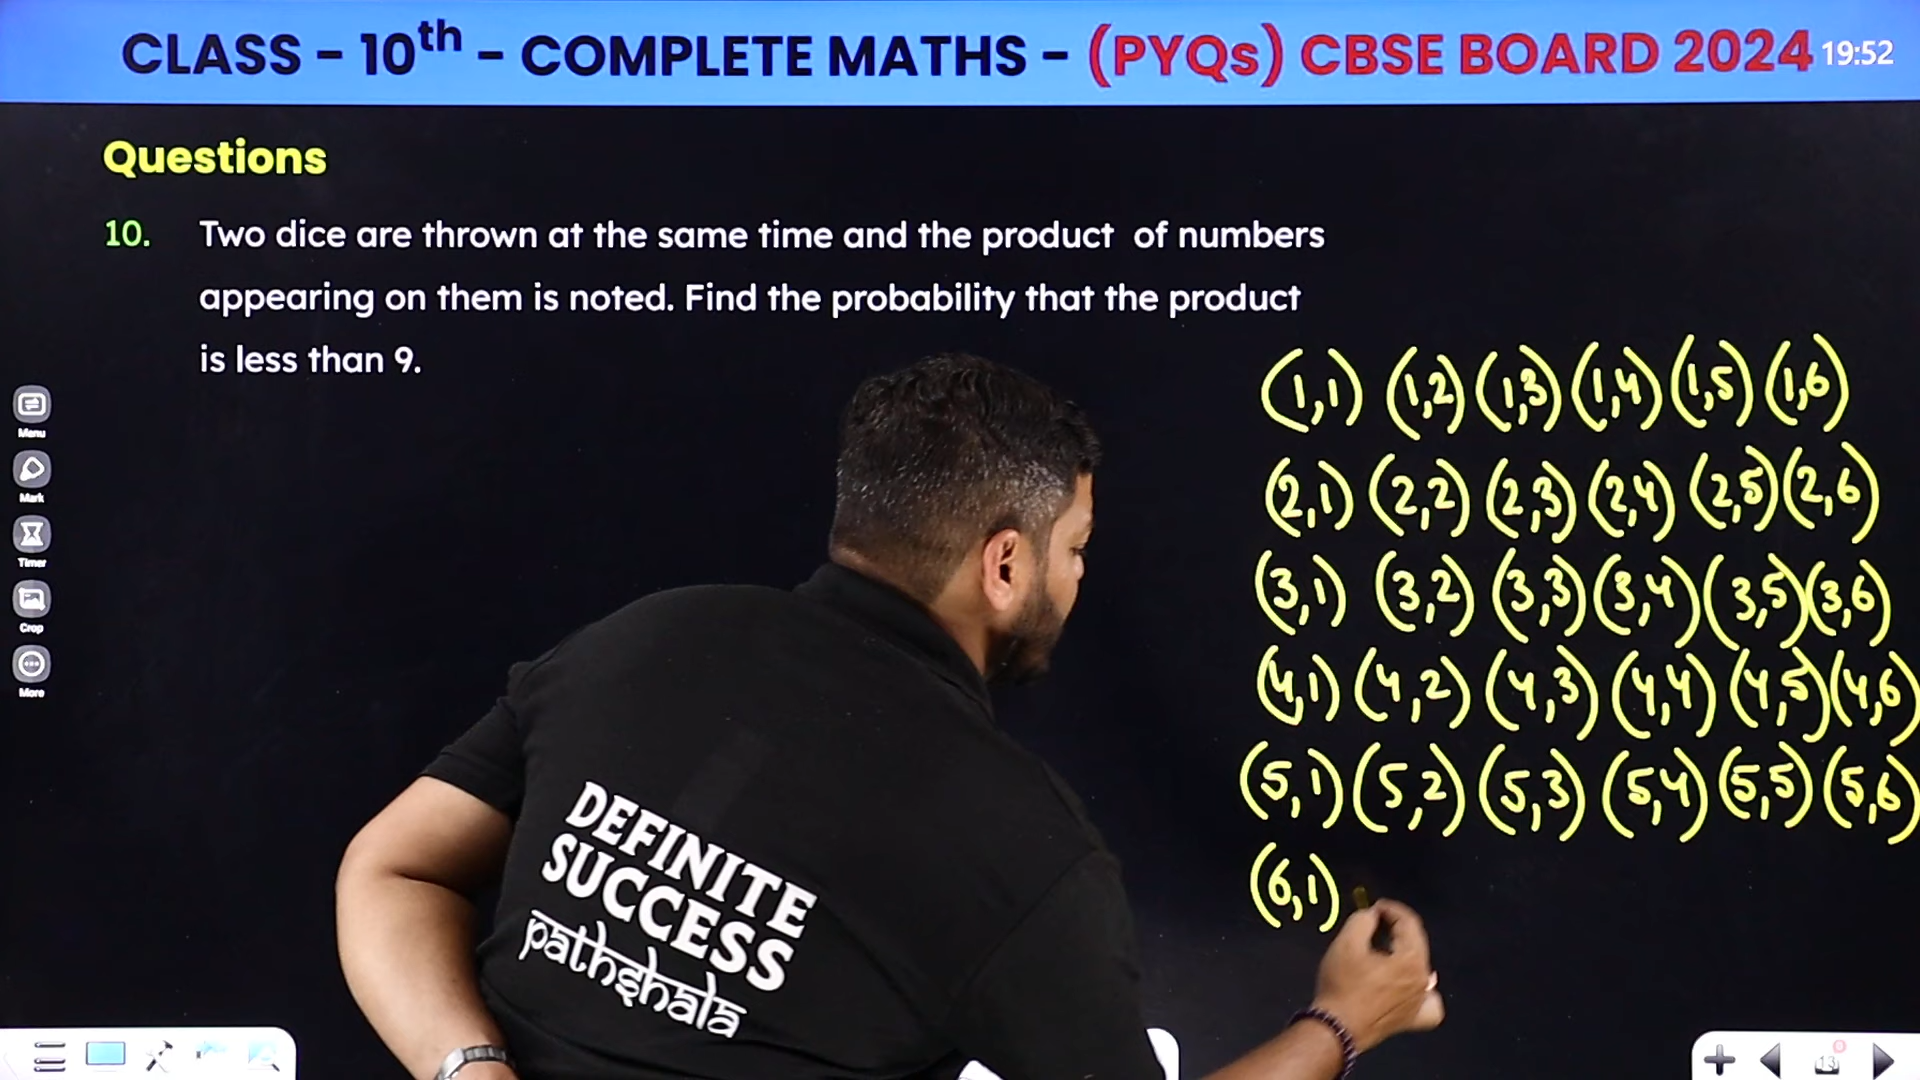 CLASS - 10th - COMPLETE MATHS - (PYQs) CBSE BOARD 2024 19:52
Questions
10. Two dice are thrown at the same time and the product of numbers
appearing on them is noted. Find the probability that the product
is less than 9.
(1,1) (1,2) (1,3) (1,4) (1,5) (1,6)
(2,1) (2,2) (2,3) (2,4) (2,5) (2,6)
(3,1) (3,2) (3,3) (3,4) (3,5) (3,6)
(4,1) (4,2) (4,3) (4,4) (4,5) (4,6)
(5,1) (5,2) (5,3) (5,4) (5,5) (5,6)
(6,1)
Menu
Mark
Timer
Crop
More
DEFINITE
SUCCESS
pathshala
13